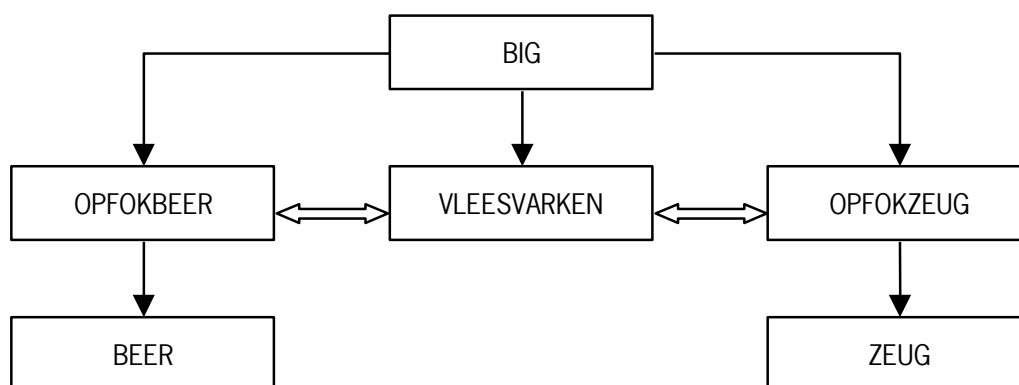 BIG
OPFOKBEER
VLEESVARKEN
OPFOKZEUG
BEER
ZEUG